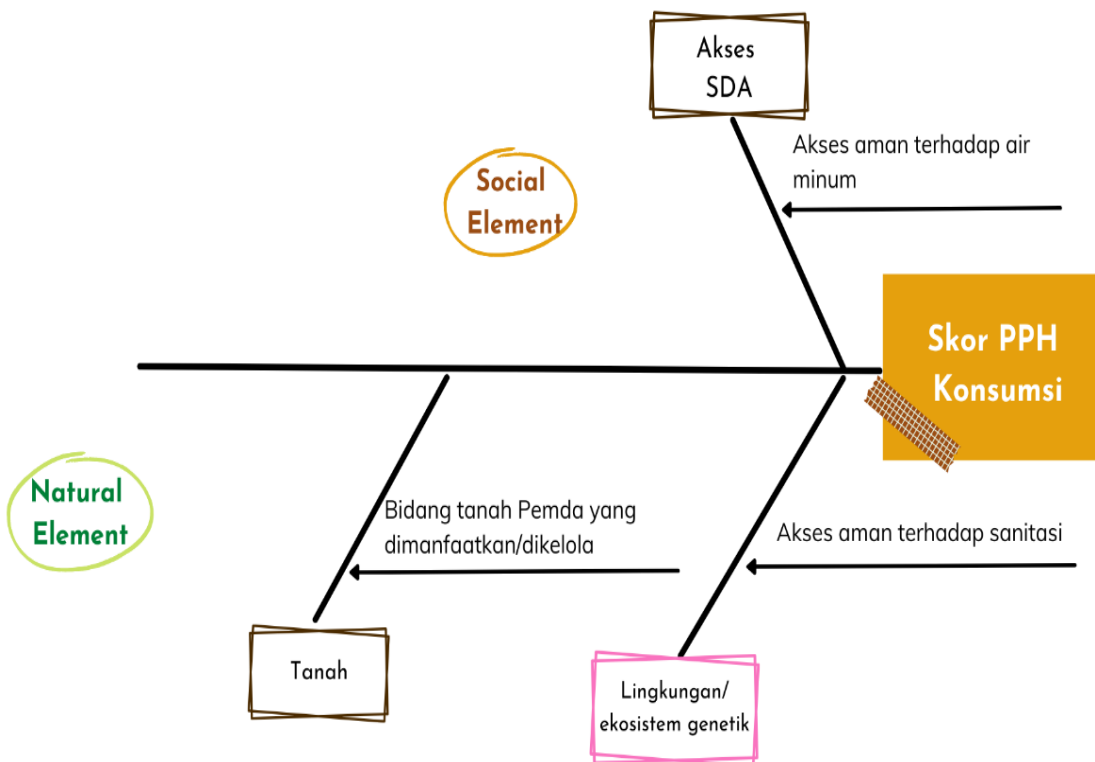 Akses
SDA
Akses aman terhadap air
minum
Social
Element
Skor PPH
Konsumsi
Natural
Element
Bidang tanah Pemda yang
dimanfaatkan/dikelola
Akses aman terhadap sanitasi
Tanah
Lingkungan/
ekosistem genetik